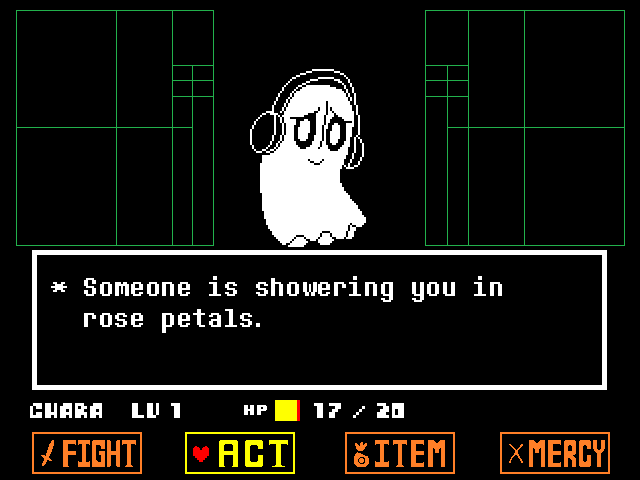 * Someone is showering you in
rose petals.
CHARA LV 1 HP 17 / 20
FIGHT ACT ITEM MERCY